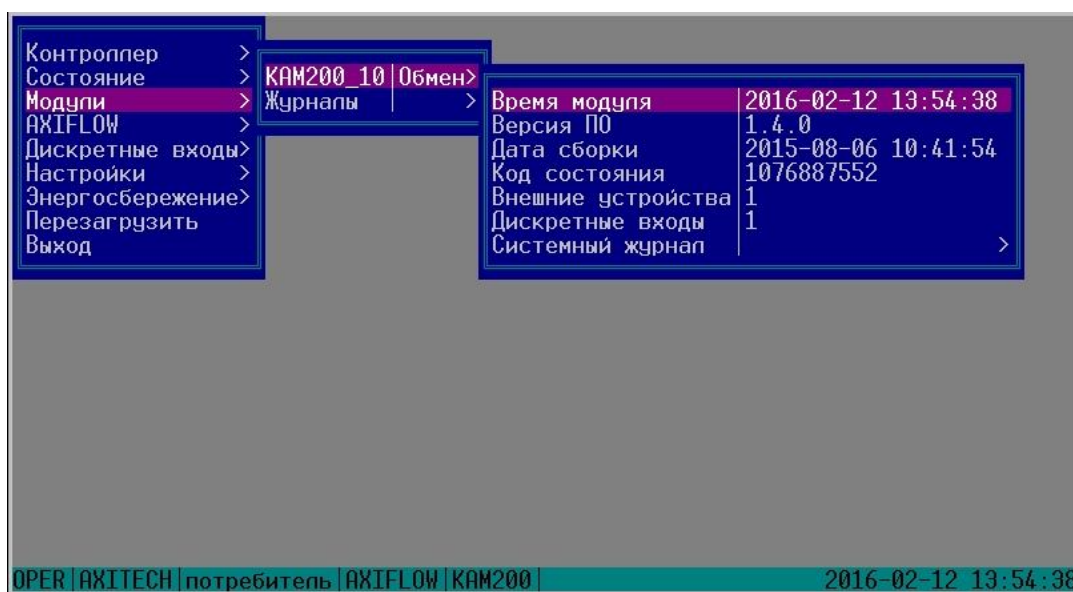 Контроллер >
Состояние >
Модули >
AXIFLOW >
Дискретные входы>
Настройки >
Энергосбережение>
Перезагрузить
Выход
KAM200_10|Обмен>
Журналы | >
Время модуля |2016-02-12 13:54:38
Версия ПО |1.4.0
Дата сборки |2015-08-06 10:41:54
Код состояния |1076887552
Внешние устройства|1
Дискретные входы |1
Системный журнал | >
OPER|AXITECH|потребитель|AXIFLOW|KAM200| 2016-02-12 13:54:38